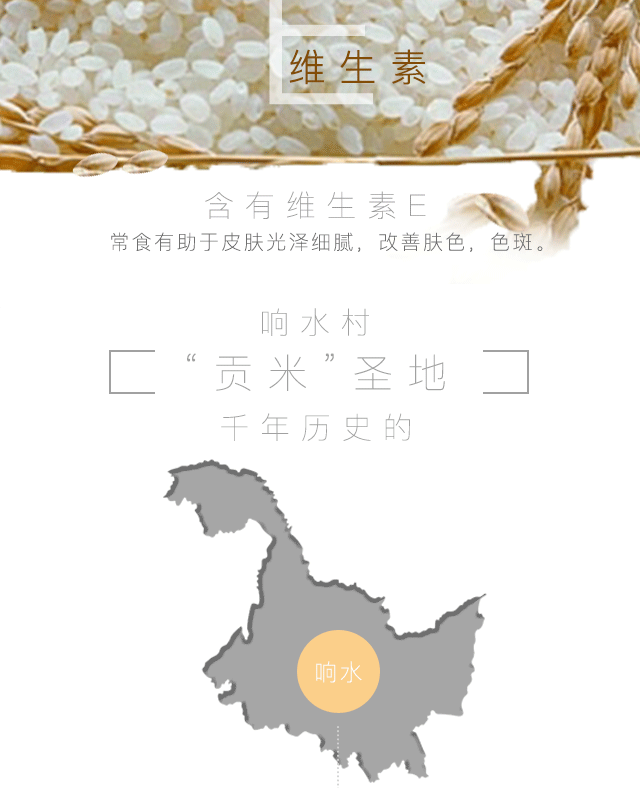 维生素
含有维生素E
常食有助于皮肤光泽细腻，改善肤色，色斑。
响水村
“贡米”圣地
千年历史的
响水